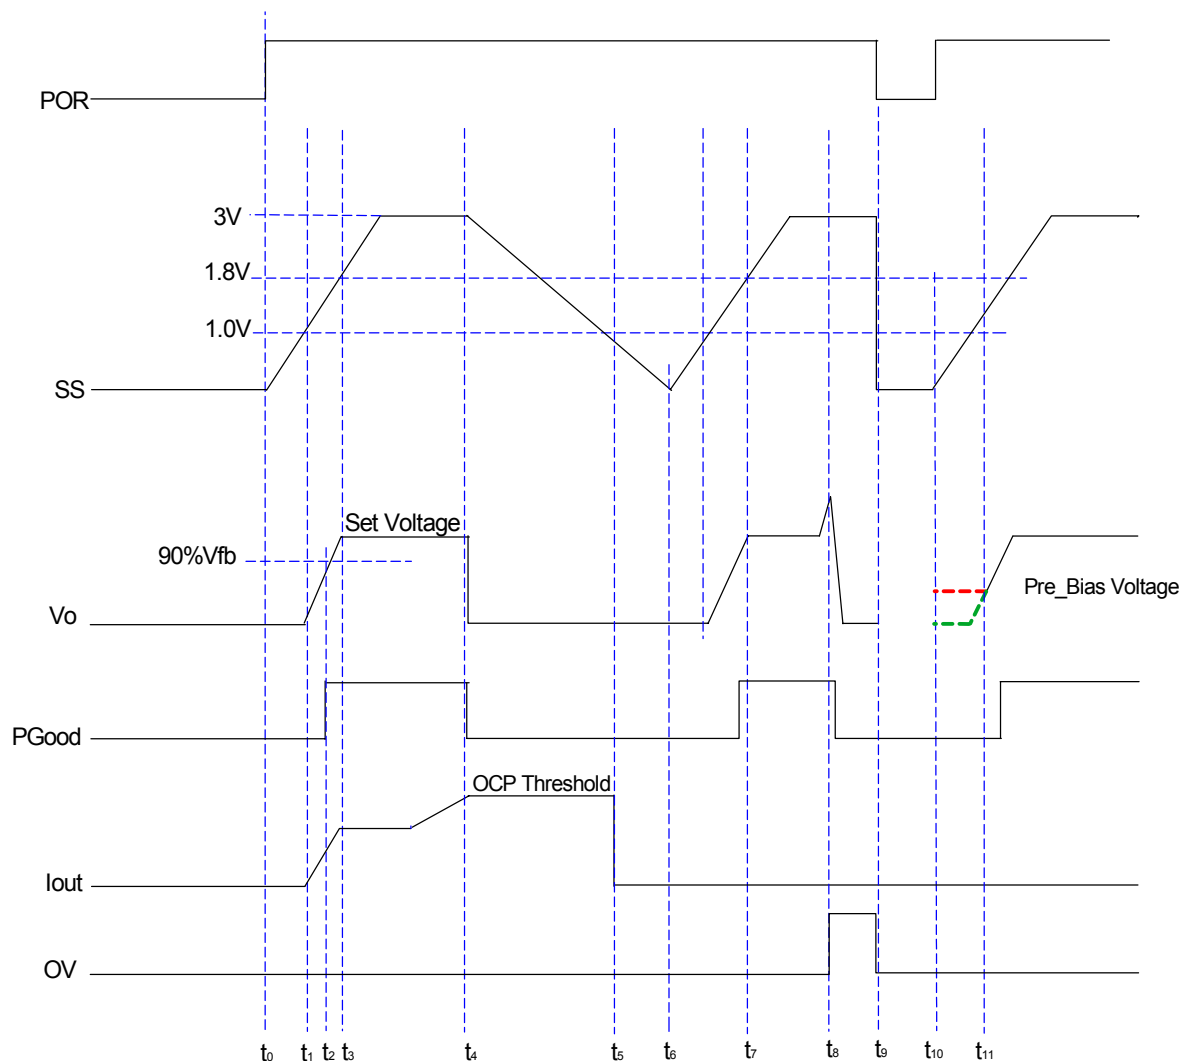 POR
3V
1.8V
1.0V
SS
Set Voltage
90%Vfb
Pre_Bias Voltage
Vo
PGood
OCP Threshold
Iout
OV
t0 t1 t2 t3 t4 t5 t6 t7 t8 t9 t10 t11